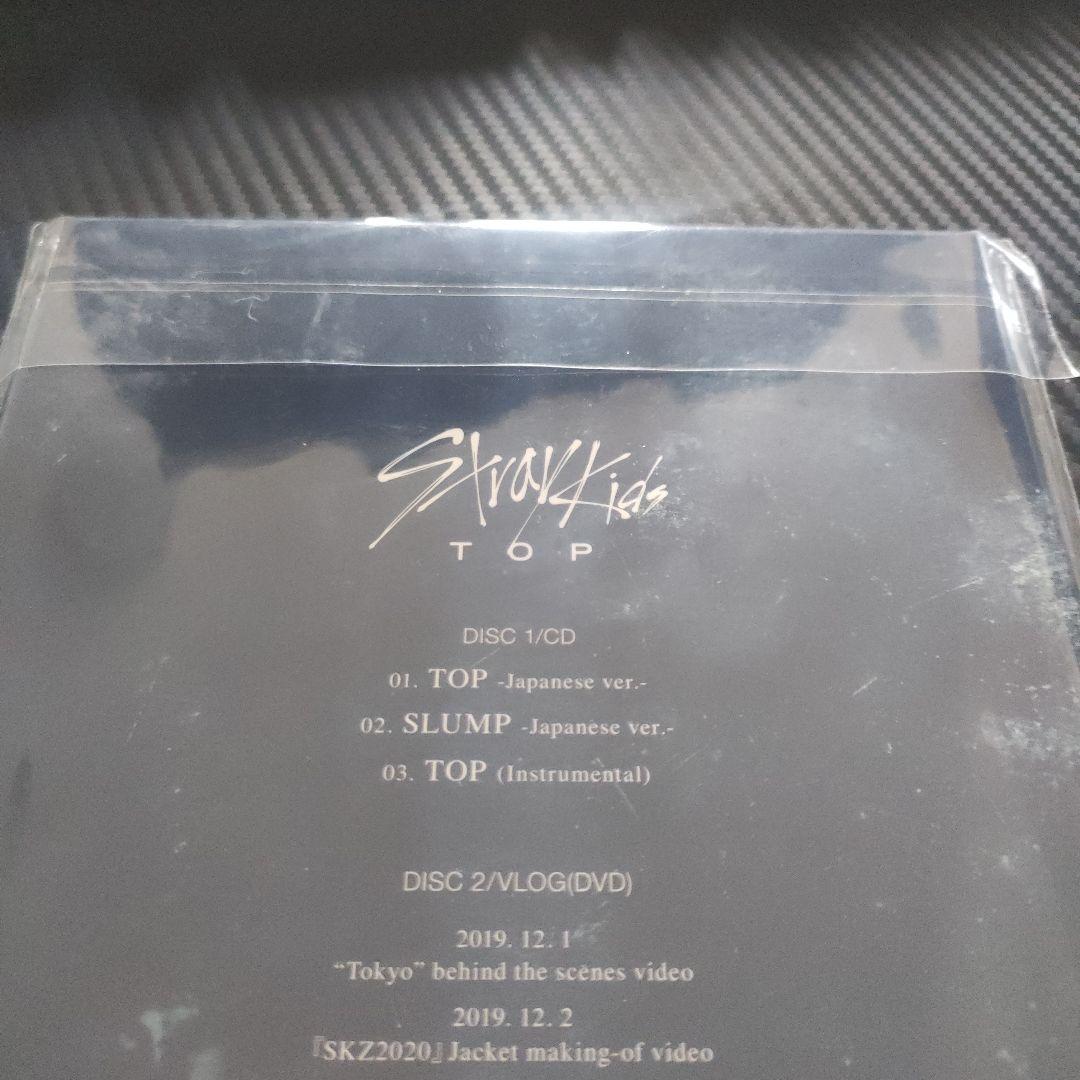 Stray Kids
TOP
DISC 1/CD
01. TOP -Japanese ver.-
02. SLUMP -Japanese ver.-
03. TOP (Instrumental)
DISC 2/VLOG(DVD)
2019. 12. 1
“Tokyo” behind the scenes video
2019. 12. 2
『SKZ2020』Jacket making-of video